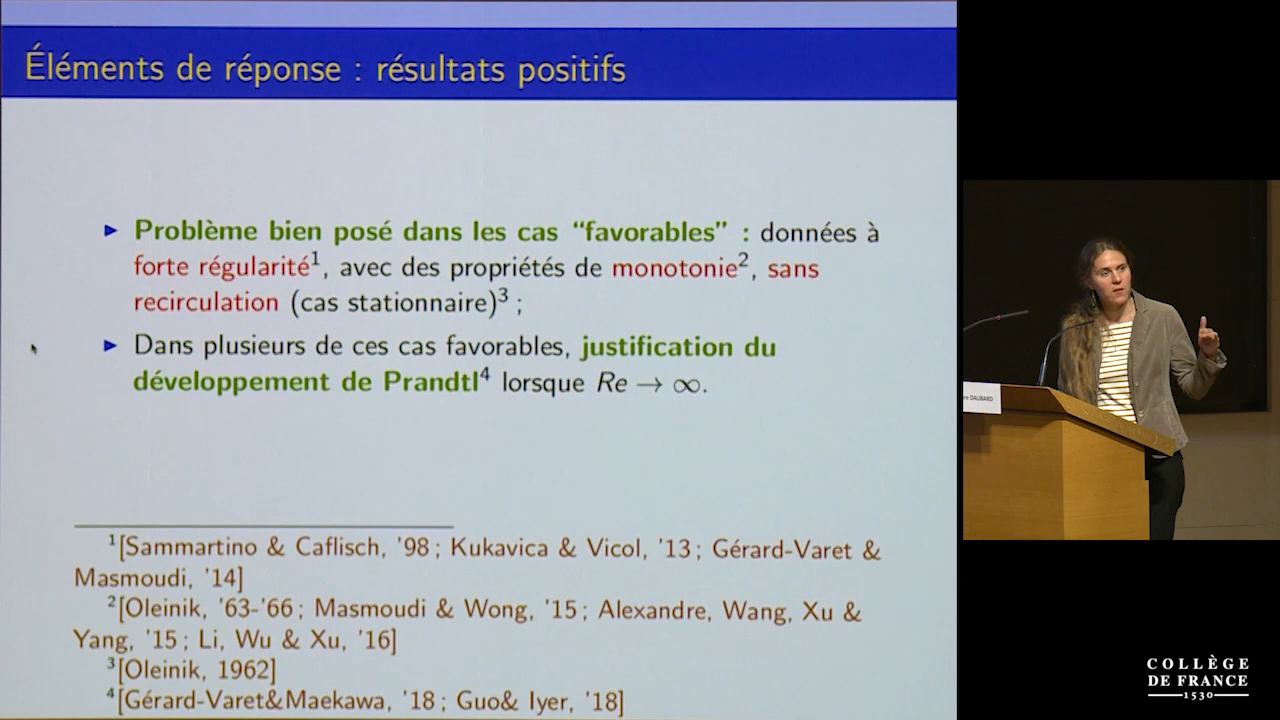 Éléments de réponse : résultats positifs
▶ Problème bien posé dans les cas “favorables” : données à
forte régularité¹, avec des propriétés de monotonie², sans
recirculation (cas stationnaire)³ ;
▶ Dans plusieurs de ces cas favorables, justification du
développement de Prandtl⁴ lorsque Re → ∞.
¹[Sammartino & Caflisch, '98 ; Kukavica & Vicol, '13 ; Gérard-Varet &
Masmoudi, '14]
²[Oleinik, '63-'66 ; Masmoudi & Wong, '15 ; Alexandre, Wang, Xu &
Yang, '15 ; Li, Wu & Xu, '16]
³[Oleinik, 1962]
⁴[Gérard-Varet&Maekawa, '18 ; Guo& Iyer, '18]
DALIBARD
COLLÈGE
DE FRANCE
1530